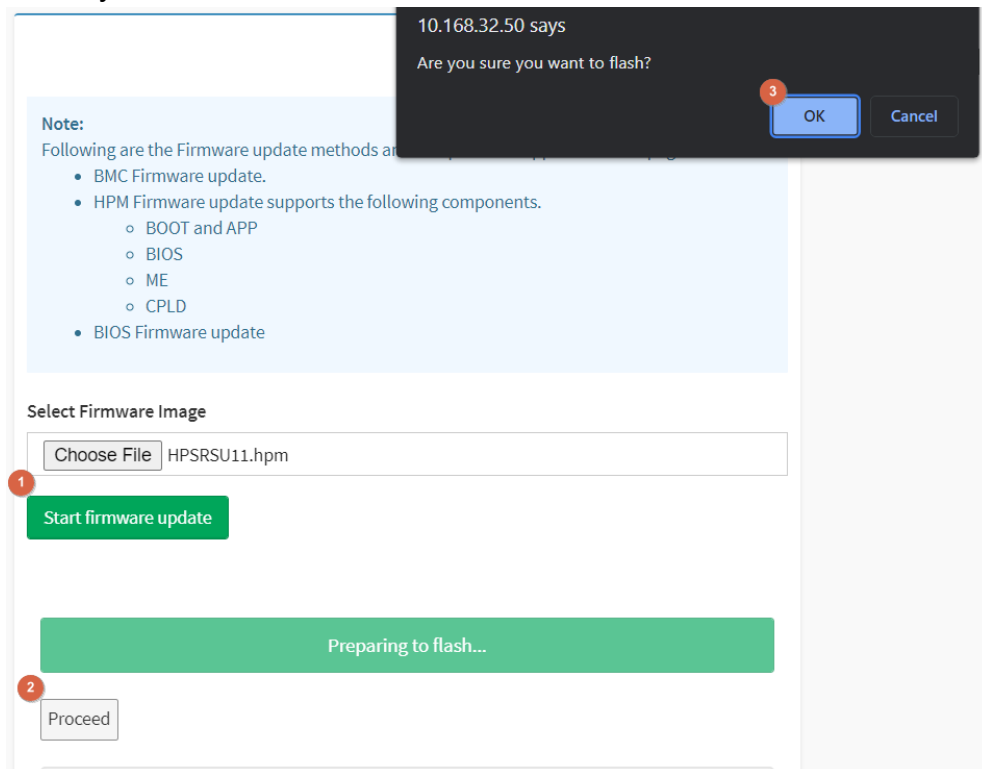 10.168.32.50 says
Are you sure you want to flash?
3
OK
Cancel
Note:
Following are the Firmware update methods
BMC Firmware update.
HPM Firmware update supports the following components.
BOOT and APP
BIOS
ME
CPLD
BIOS Firmware update
Select Firmware Image
Choose File HPSRSU11.hpm
1
Start firmware update
Preparing to flash...
2
Proceed